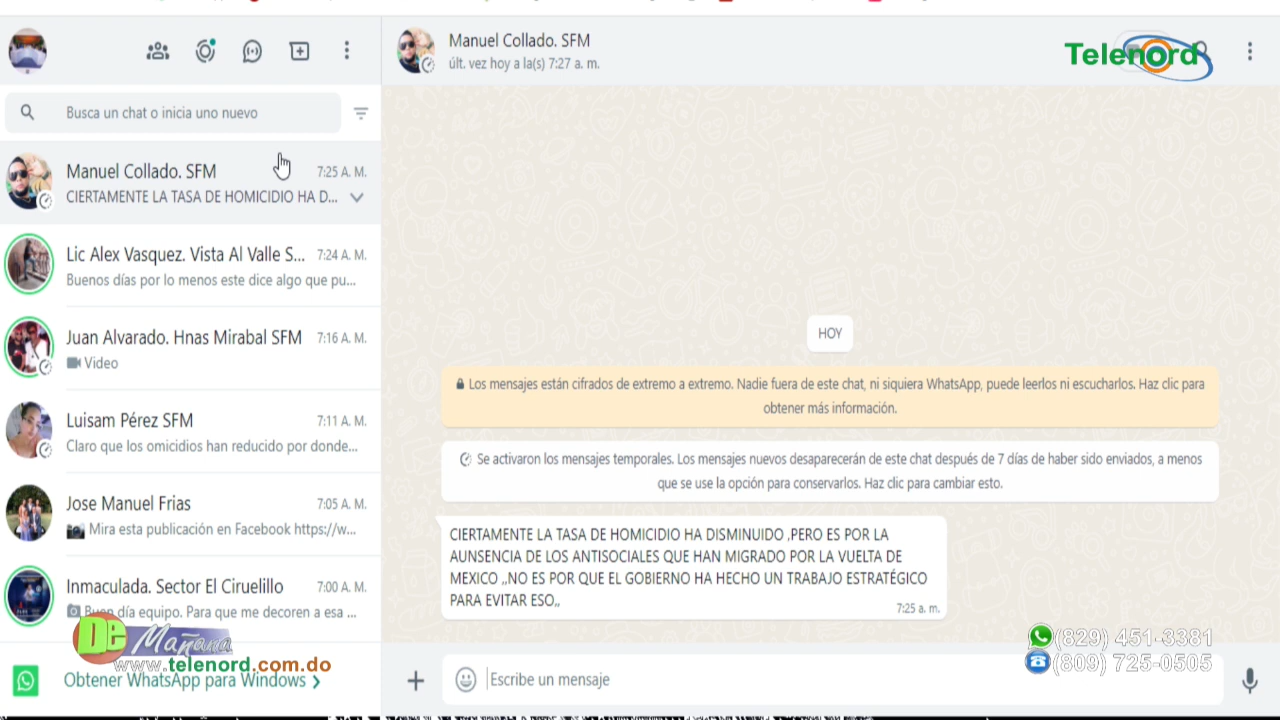 Manuel Collado. SFM
últ. vez hoy a la(s) 7:27 a. m.
Telenord
Busca un chat o inicia uno nuevo
Manuel Collado. SFM 7:25 A. M.
CIERTAMENTE LA TASA DE HOMICIDIO HA D...
Lic Alex Vasquez. Vista Al Valle S... 7:24 A. M.
Buenos días por lo menos este dice algo que pu...
Juan Alvarado. Hnas Mirabal SFM 7:16 A. M.
Video
Luisam Pérez SFM 7:11 A. M.
Claro que los omicidios han reducido por donde...
Jose Manuel Frias 7:05 A. M.
Mira esta publicación en Facebook https://w...
Inmaculada. Sector El Ciruelillo 7:00 A. M.
Buen día equipo. Para que me decoren a esa ...
De Mañana
www.telenord.com.do
Obtener WhatsApp para Windows
HOY
Los mensajes están cifrados de extremo a extremo. Nadie fuera de este chat, ni siquiera WhatsApp, puede leerlos ni escucharlos. Haz clic para
obtener más información.
Se activaron los mensajes temporales. Los mensajes nuevos desaparecerán de este chat después de 7 días de haber sido enviados, a menos
que se use la opción para conservarlos. Haz clic para cambiar esto.
CIERTAMENTE LA TASA DE HOMICIDIO HA DISMINUIDO ,PERO ES POR LA
AUNSENCIA DE LOS ANTISOCIALES QUE HAN MIGRADO POR LA VUELTA DE
MEXICO ,,NO ES POR QUE EL GOBIERNO HA HECHO UN TRABAJO ESTRATÉGICO
PARA EVITAR ESO,,
7:25 a. m.
(829) 451-3381
(809) 725-0505
Escribe un mensaje